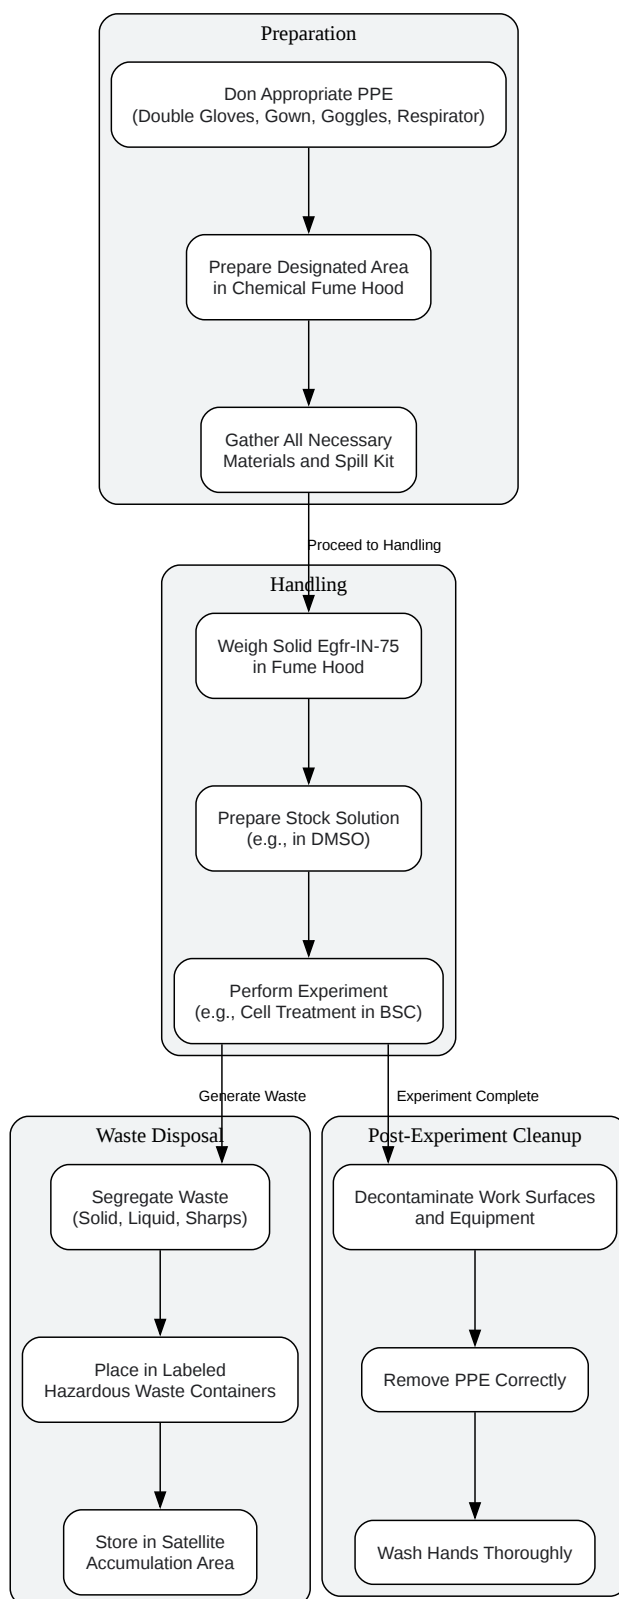 Preparation
Don Appropriate PPE
(Double Gloves, Gown, Goggles, Respirator)
Prepare Designated Area
in Chemical Fume Hood
Gather All Necessary
Materials and Spill Kit
Proceed to Handling
Handling
Weigh Solid Egfr-IN-75
in Fume Hood
Prepare Stock Solution
(e.g., in DMSO)
Perform Experiment
(e.g., Cell Treatment in BSC)
Generate Waste
Experiment Complete
Waste Disposal
Segregate Waste
(Solid, Liquid, Sharps)
Place in Labeled
Hazardous Waste Containers
Store in Satellite
Accumulation Area
Post-Experiment Cleanup
Decontaminate Work Surfaces
and Equipment
Remove PPE Correctly
Wash Hands Thoroughly